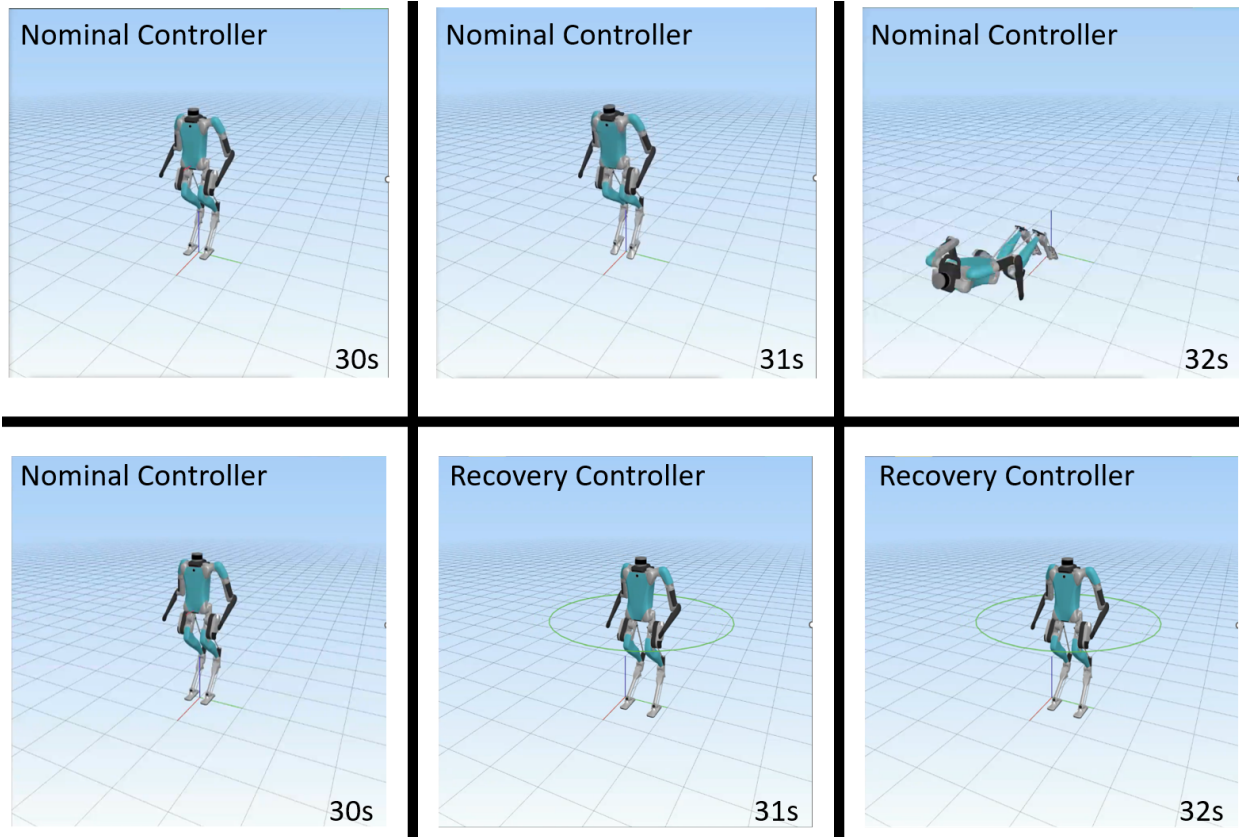 Nominal Controller
30s
Nominal Controller
31s
Nominal Controller
32s
Nominal Controller
30s
Recovery Controller
31s
Recovery Controller
32s